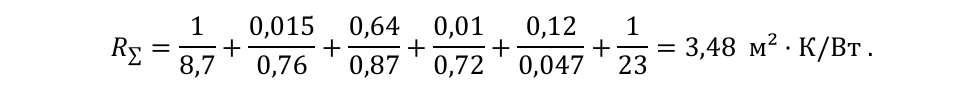 R_Σ = 1/8,7 + 0,015/0,76 + 0,64/0,87 + 0,01/0,72 + 0,12/0,047 + 1/23 = 3,48 м² · К/Вт .